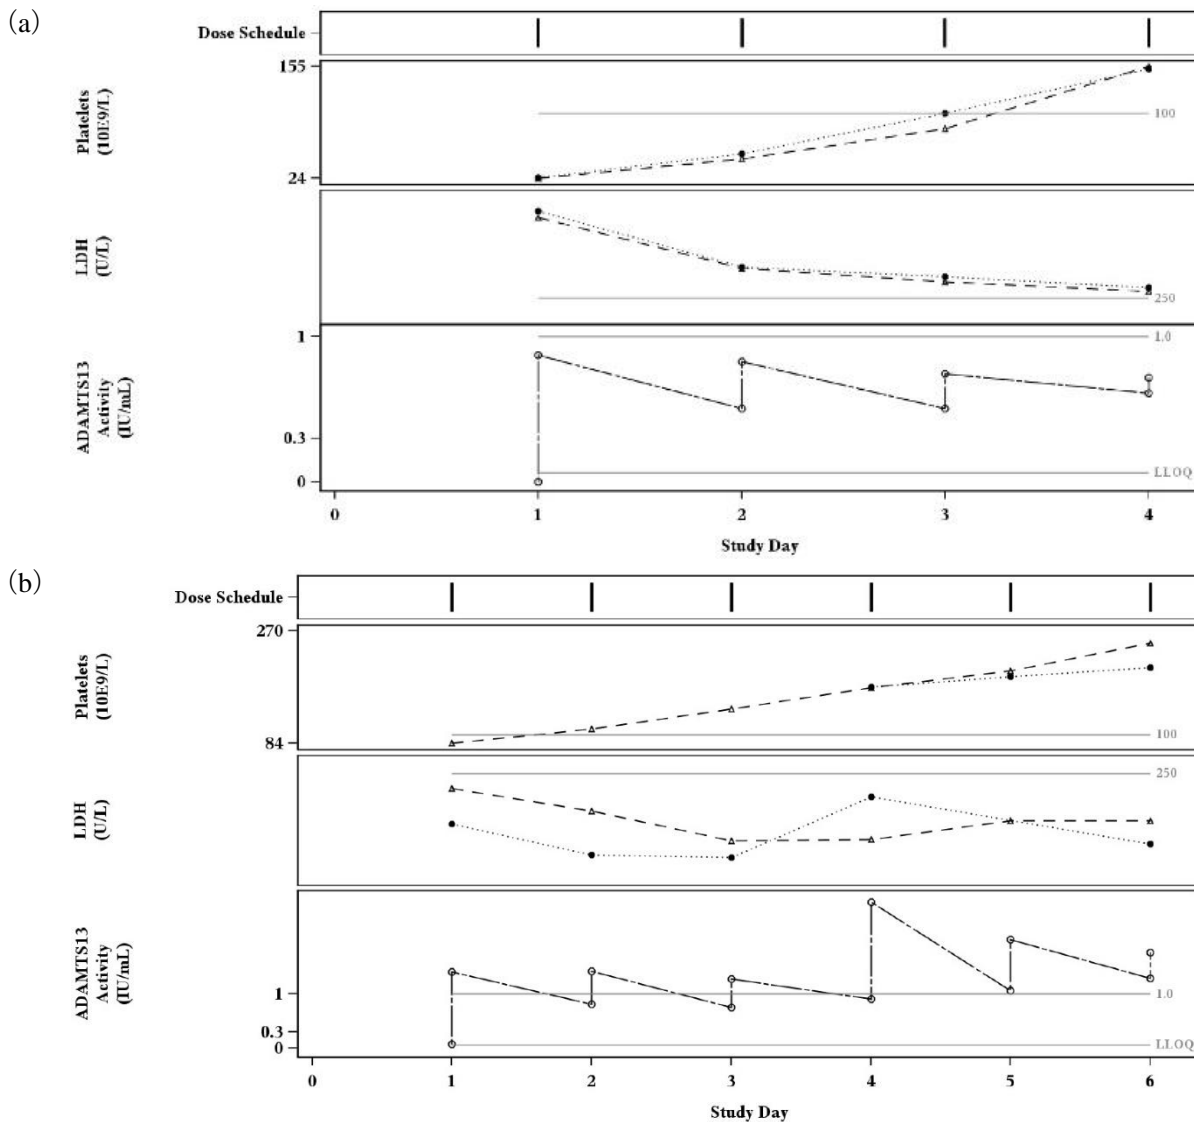 (a)
Dose Schedule
155
Platelets
(10E9/L)
100
24
LDH
(U/L)
250
1
1.0
ADAMTS13
Activity
(IU/mL)
0.3
LLOQ
0
0 1 2 3 4
Study Day
(b)
Dose Schedule
270
Platelets
(10E9/L)
100
84
250
LDH
(U/L)
ADAMTS13
Activity
(IU/mL)
1
1.0
0.3
0
LLOQ
0 1 2 3 4 5 6
Study Day